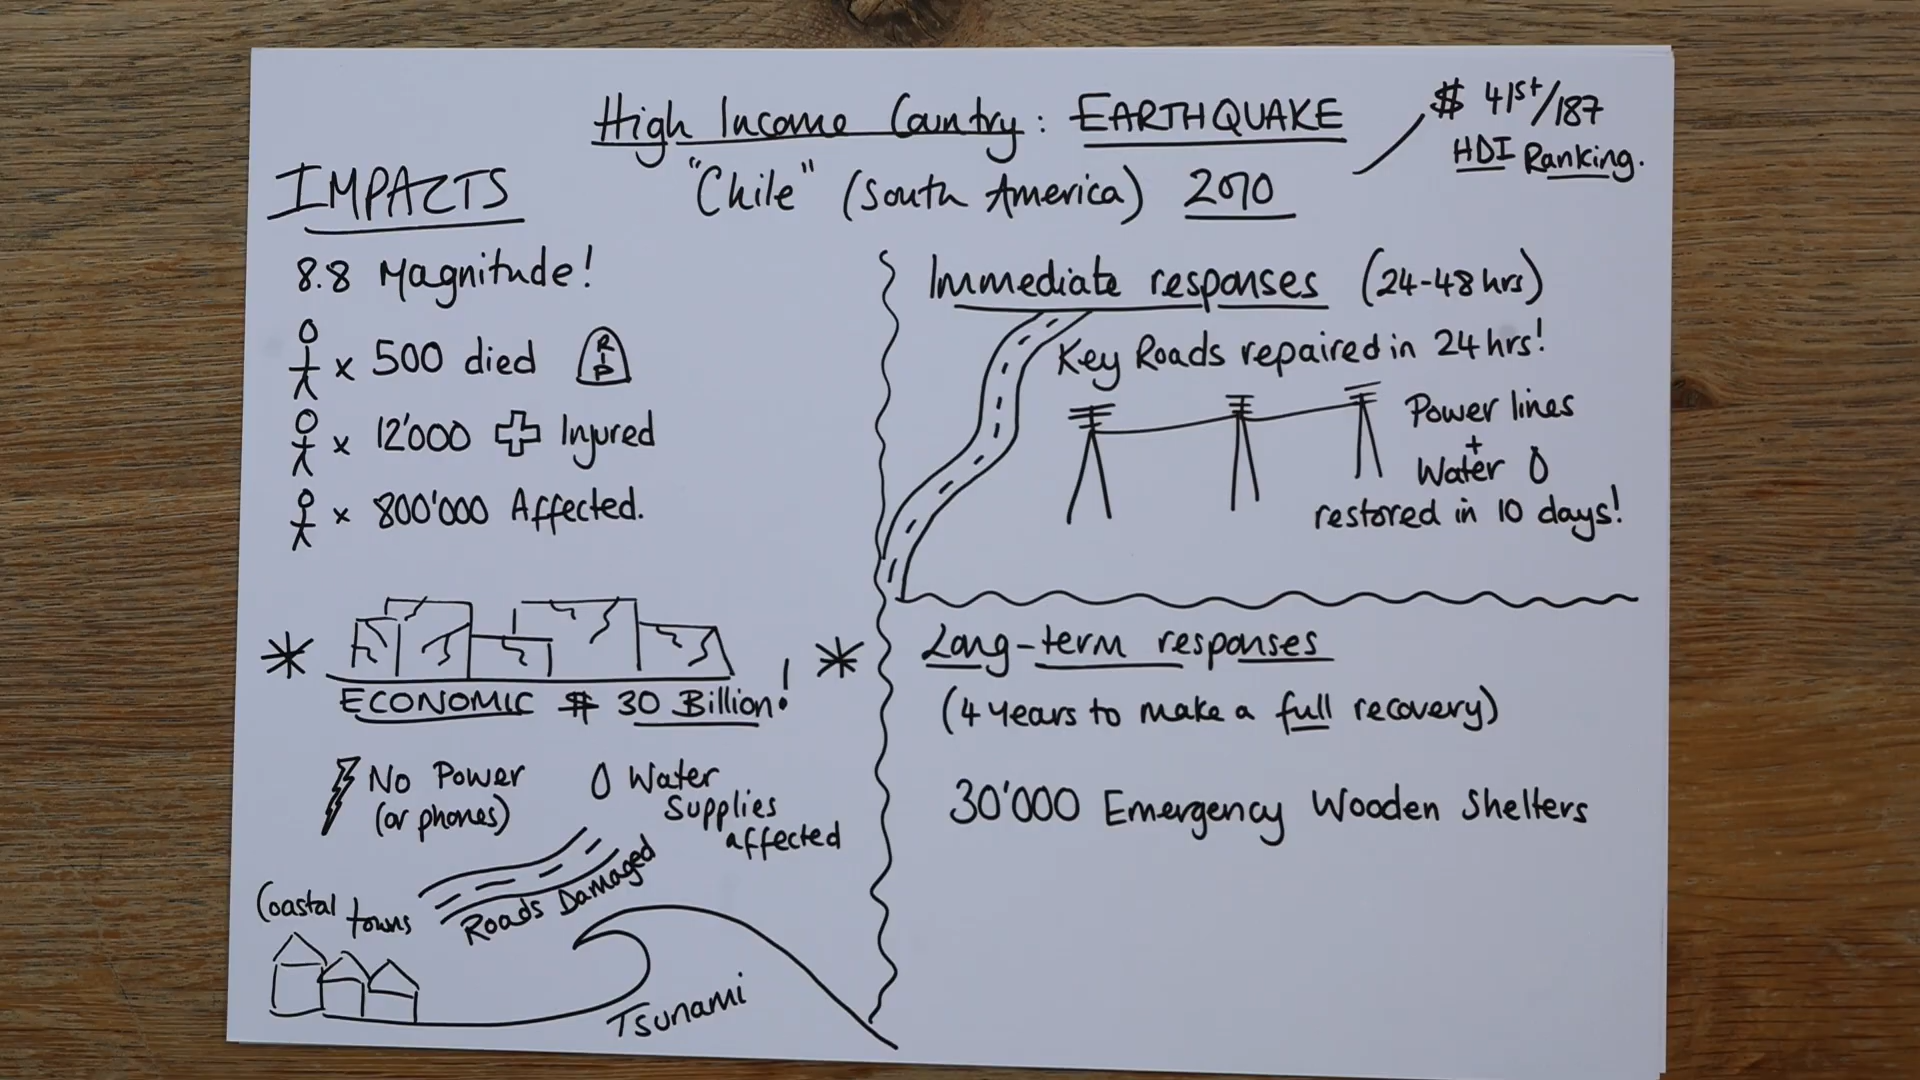 High Income Country: EARTHQUAKE
"Chile" (South America) 2010
$ 41st/187
HDI Ranking.
IMPACTS
8.8 Magnitude!
x 500 died
R
I
P
x 12'000 Injured
x 800'000 Affected.
ECONOMIC $ 30 Billion!
No Power
(or phones)
Water
Supplies
affected
Roads Damaged
Coastal towns
Tsunami
Immediate responses (24-48 hrs)
Key Roads repaired in 24 hrs!
Power lines
+
Water
restored in 10 days!
Long-term responses
(4 years to make a full recovery)
30'000 Emergency Wooden Shelters